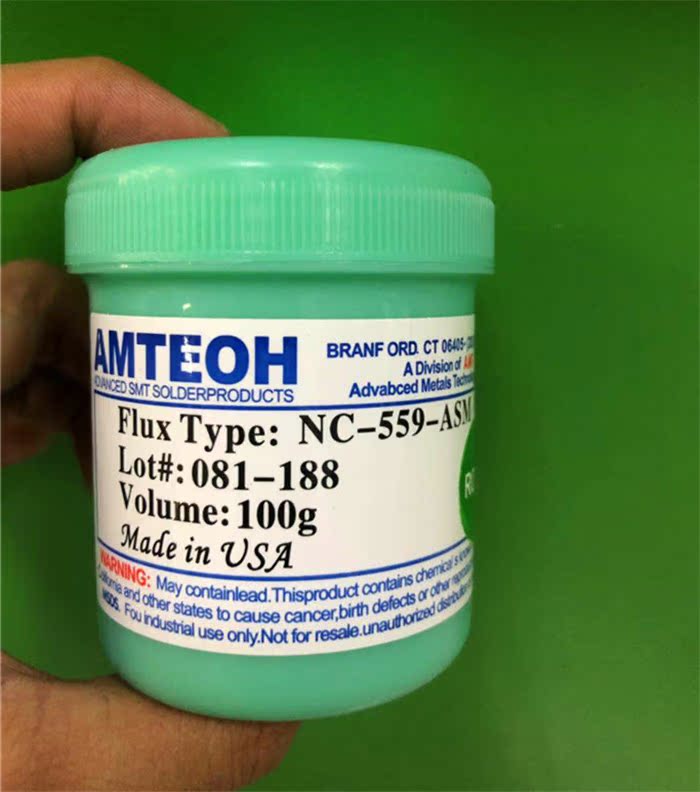 AMTEOH
ADVANCED SMT SOLDERPRODUCTS
BRANF ORD. CT 06405-
A Division of
Advabced Metals
Flux Type: NC-559-ASM
Lot#: 081-188
Volume: 100g
Made in USA
WARNING: May containlead.Thisproduct contains chemical's
and other states to cause cancer,birth defects or other
MSDS. Fou industrial use only.Not for resale.unauthorized